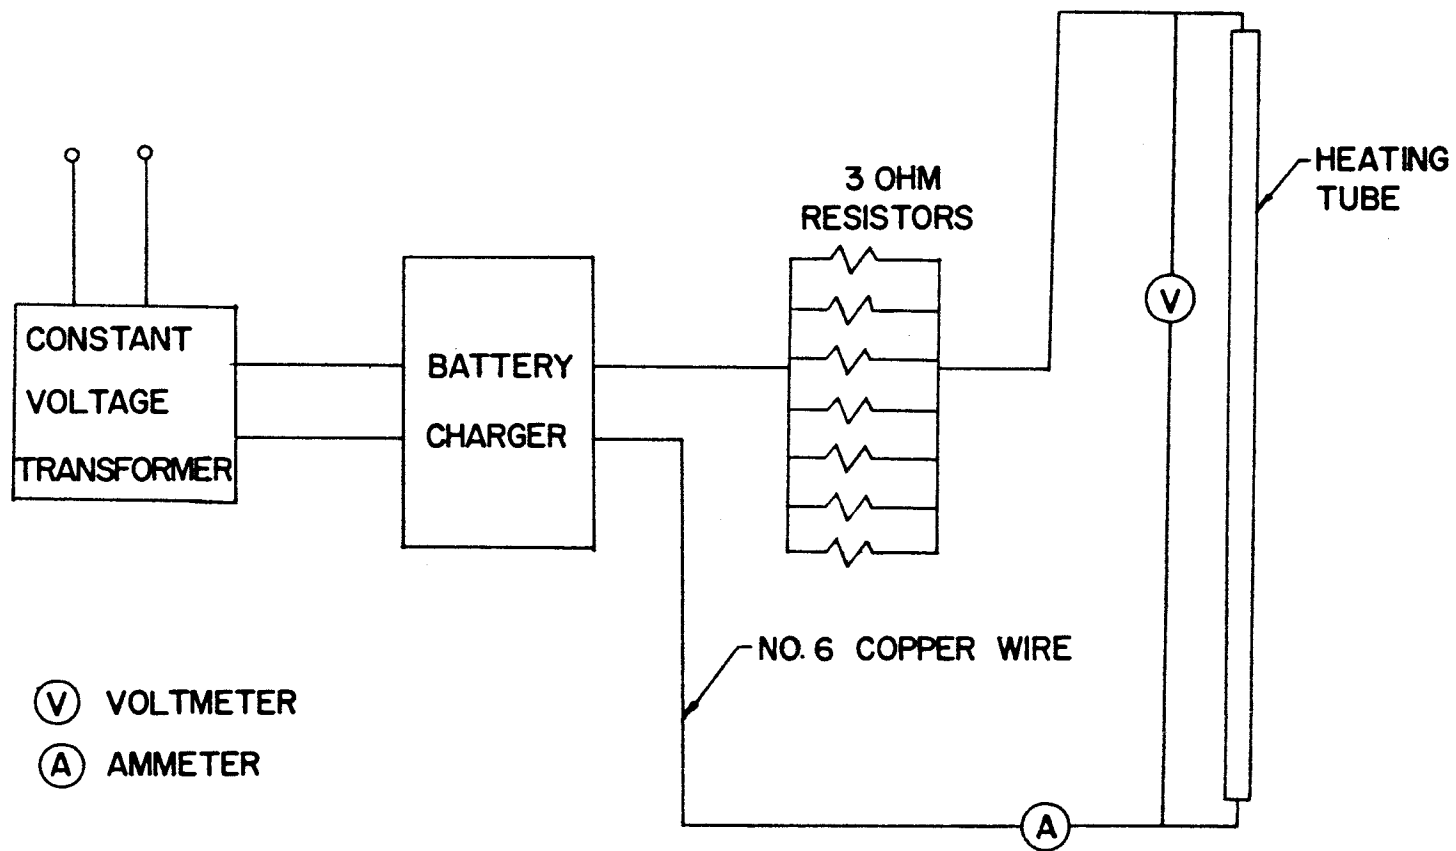 CONSTANT
VOLTAGE
TRANSFORMER
BATTERY
CHARGER
3 OHM
RESISTORS
HEATING
TUBE
V
NO. 6 COPPER WIRE
V VOLTMETER
A AMMETER
A